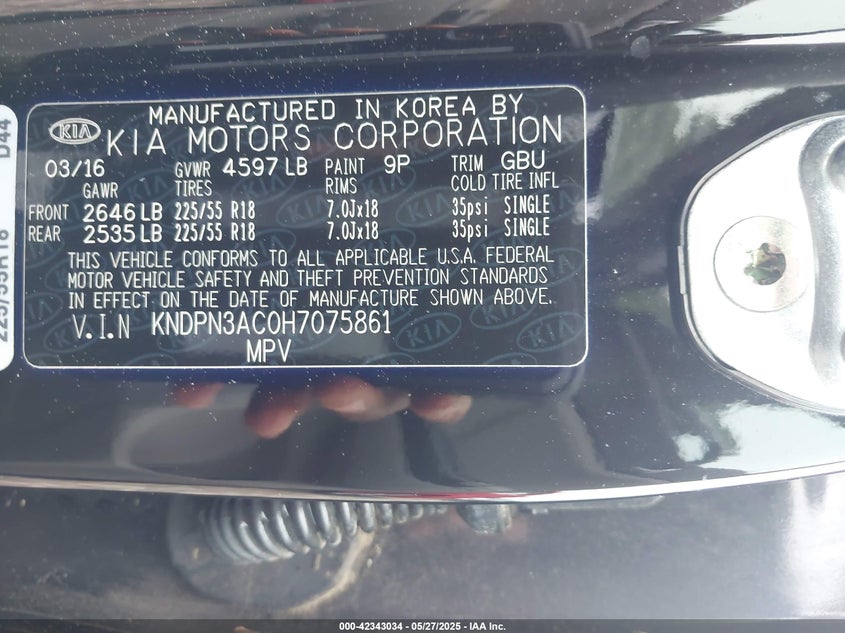 MANUFACTURED IN KOREA BY
KIA KIA MOTORS CORPORATION
03/16 GVWR 4597 LB PAINT 9P TRIM GBU
GAWR TIRES RIMS COLD TIRE INFL
FRONT 2646 LB 225/55 R18 7.0Jx18 35psi SINGLE
REAR 2535 LB 225/55 R18 7.0Jx18 35psi SINGLE
THIS VEHICLE CONFORMS TO ALL APPLICABLE U.S.A. FEDERAL
MOTOR VEHICLE SAFETY AND THEFT PREVENTION STANDARDS
IN EFFECT ON THE DATE OF MANUFACTURE SHOWN ABOVE.
V.I.N KNDPN3AC0H7075861
MPV
225/55R18 D44
000-42343034 - 05/27/2025 - IAA Inc.